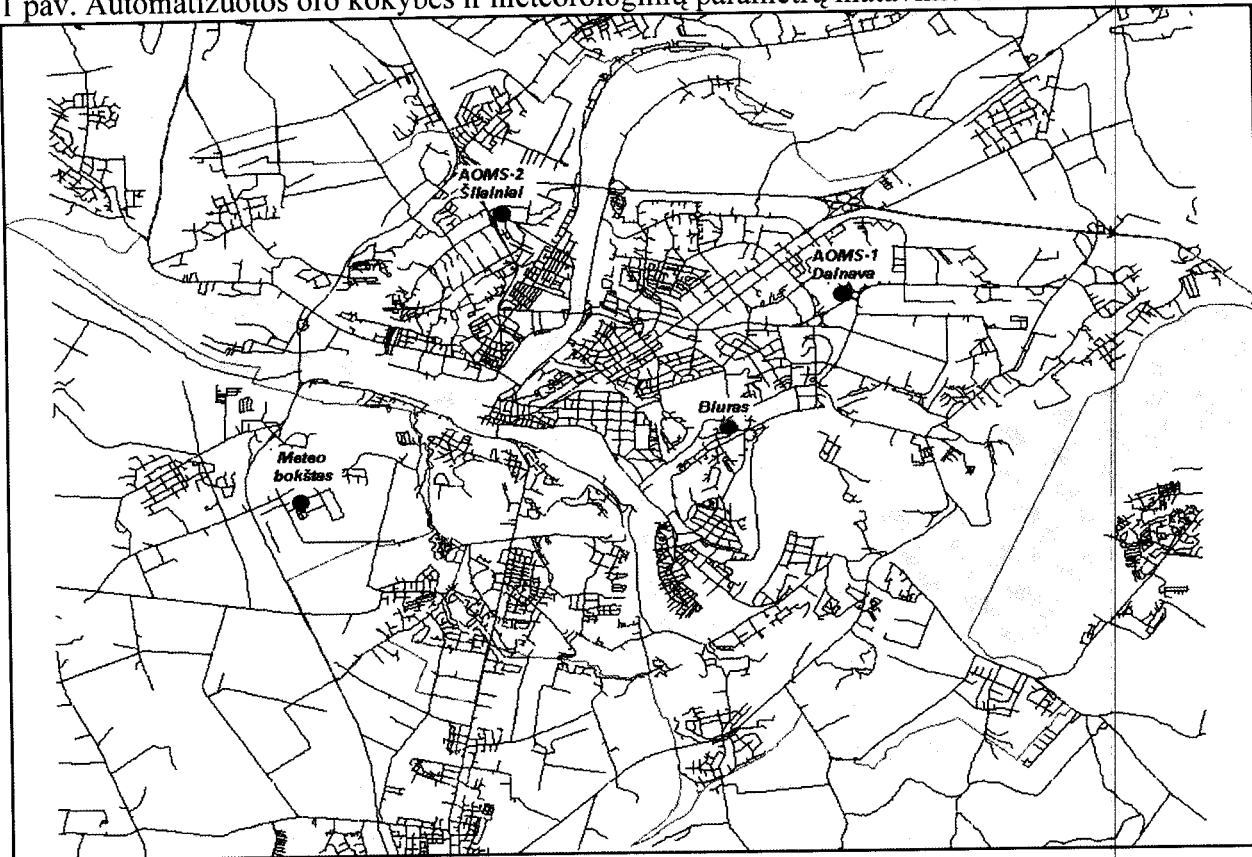 1 pav. Automatizuotos oro kokybės ir meteorologinių parametrų matavimo
AOMS-2
Šilainiai
AOMS-1
Dainava
Biuras
Meteo
bokštas